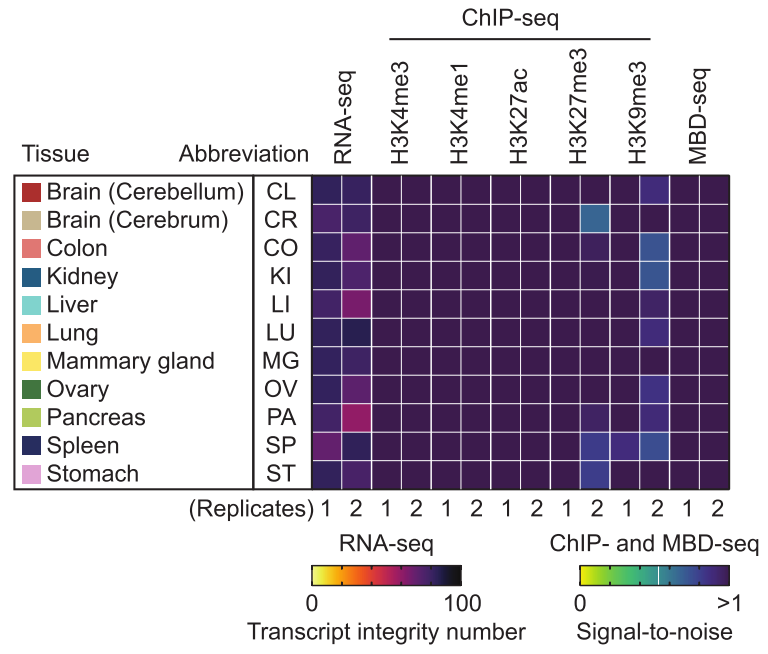 ChIP-seq
RNA-seq
H3K4me3
H3K4me1
H3K27ac
H3K27me3
H3K9me3
MBD-seq
Tissue Abbreviation
Brain (Cerebellum) CL
Brain (Cerebrum) CR
Colon CO
Kidney KI
Liver LI
Lung LU
Mammary gland MG
Ovary OV
Pancreas PA
Spleen SP
Stomach ST
(Replicates) 1 2 1 2 1 2 1 2 1 2 1 2 1 2
RNA-seq
0 100
Transcript integrity number
ChIP- and MBD-seq
0 >1
Signal-to-noise